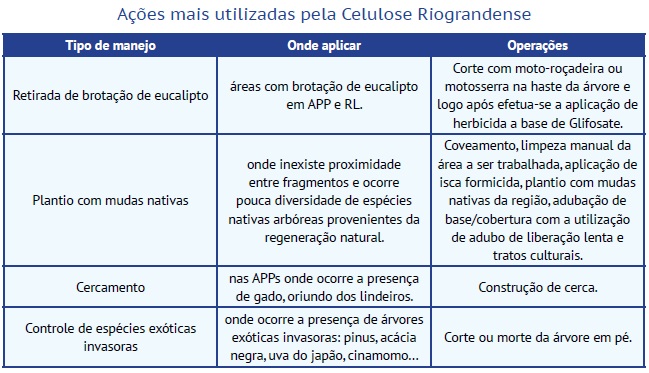 Ações mais utilizadas pela Celulose Riograndense
Tipo de manejo
Onde aplicar
Operações
Retirada de brotação de eucalipto
áreas com brotação de eucalipto
em APP e RL.
Corte com moto-roçadeira ou
motosserra na haste da árvore e
logo após efetua-se a aplicação de
herbicida a base de Glifosate.
Plantio com mudas nativas
onde inexiste proximidade
entre fragmentos e ocorre
pouca diversidade de espécies
nativas arbóreas provenientes da
regeneração natural.
Coveamento, limpeza manual da
área a ser trabalhada, aplicação de
isca formicida, plantio com mudas
nativas da região, adubação de
base/cobertura com a utilização
de adubo de liberação lenta e
tratos culturais.
Cercamento
nas APPs onde ocorre a presença
de gado, oriundo dos lindeiros.
Construção de cerca.
Controle de espécies exóticas
invasoras
onde ocorre a presença de árvores
exóticas invasoras: pinus, acácia
negra, uva do japão, cinamomo...
Corte ou morte da árvore em pé.